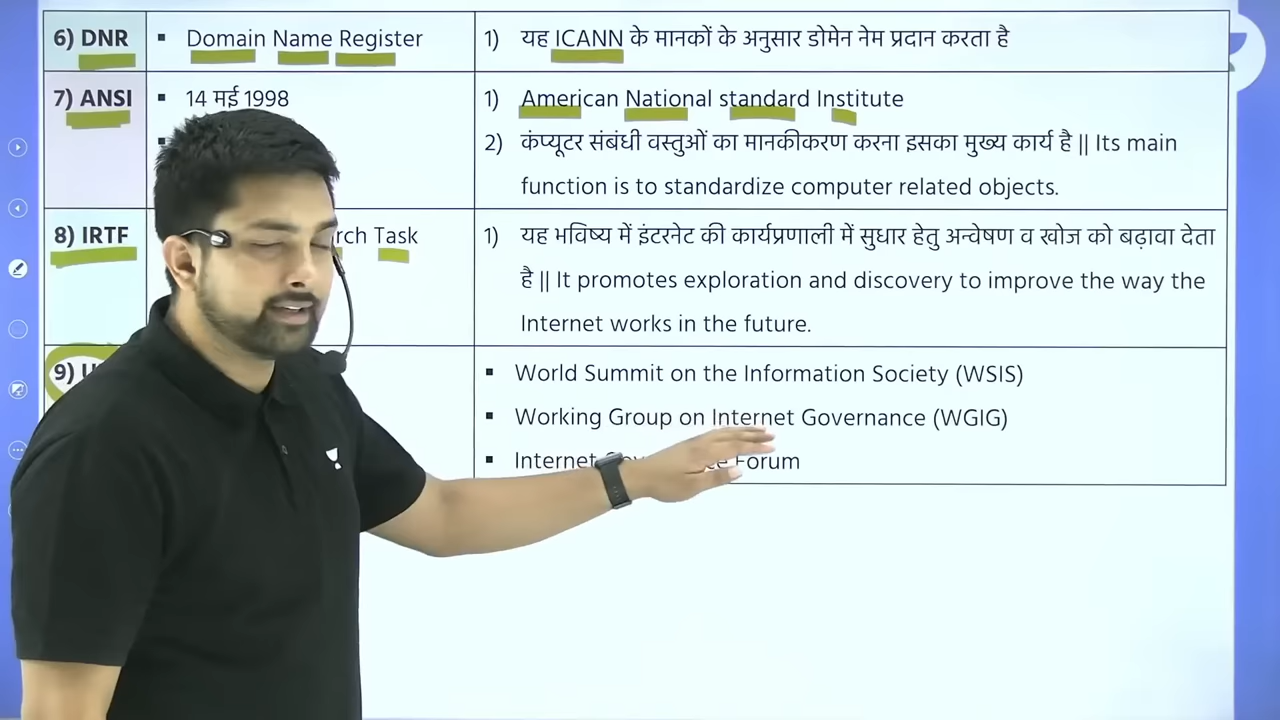 6) DNR
▪ Domain Name Register
1) यह ICANN के मानकों के अनुसार डोमेन नेम प्रदान करता है
7) ANSI
▪ 14 मई 1998
1) American National standard Institute
2) कंप्यूटर संबंधी वस्तुओं का मानकीकरण करना इसका मुख्य कार्य है || Its main
function is to standardize computer related objects.
8) IRTF
Task
1) यह भविष्य में इंटरनेट की कार्यप्रणाली में सुधार हेतु अन्वेषण व खोज को बढ़ावा देता
है || It promotes exploration and discovery to improve the way the
Internet works in the future.
9)
▪ World Summit on the Information Society (WSIS)
▪ Working Group on Internet Governance (WGIG)
▪ Internet Forum